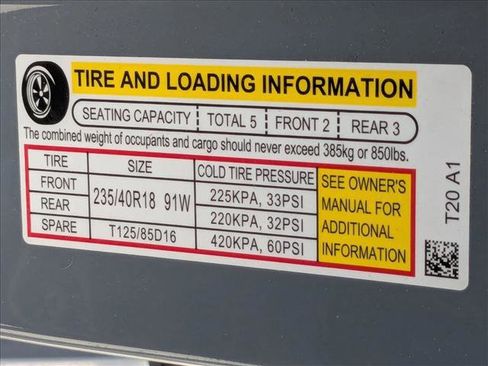 TIRE AND LOADING INFORMATION
SEATING CAPACITY TOTAL 5 FRONT 2 REAR 3
The combined weight of occupants and cargo should never exceed 385kg or 850lbs.
TIRE SIZE COLD TIRE PRESSURE SEE OWNER'S MANUAL FOR ADDITIONAL INFORMATION
FRONT 235/40R18 91W 225KPA, 33PSI
REAR 220KPA, 32PSI
SPARE T125/85D16 420KPA, 60PSI
T20 A1